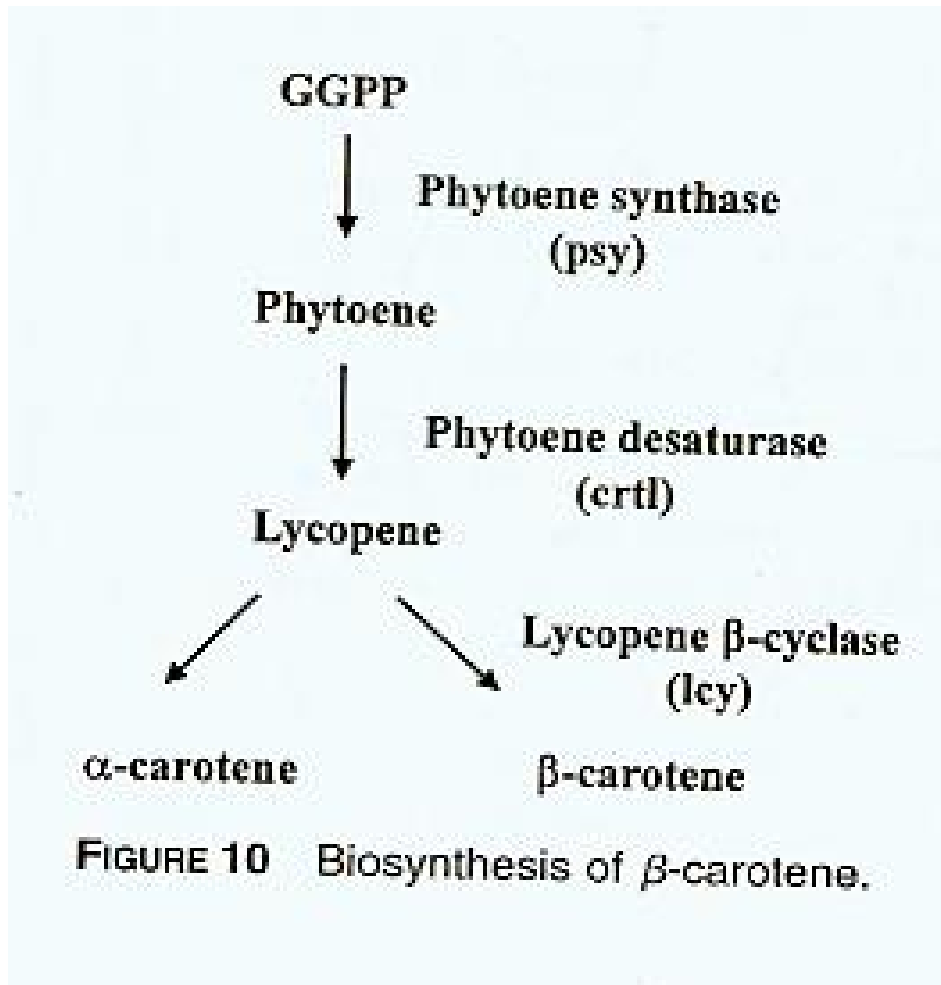 GGPP
Phytoene synthase
(psy)
Phytoene
Phytoene desaturase
(crtl)
Lycopene
Lycopene β-cyclase
(lcy)
α-carotene
β-carotene
FIGURE 10 Biosynthesis of β-carotene.